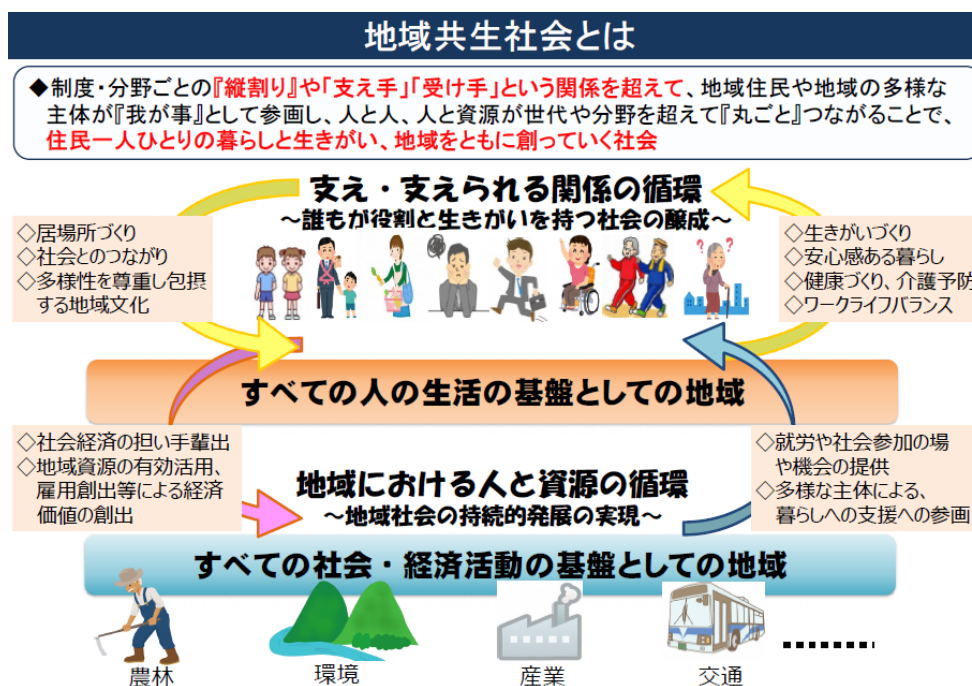 地域共生社会とは
◆制度・分野ごとの『縦割り』や「支え手」「受け手」という関係を超えて、地域住民や地域の多様な
主体が『我が事』として参画し、人と人、人と資源が世代や分野を超えて『丸ごと』つながることで、
住民一人ひとりの暮らしと生きがい、地域をともに創っていく社会
支え・支えられる関係の循環
～誰もが役割と生きがいを持つ社会の醸成～
◇居場所づくり
◇社会とのつながり
◇多様性を尊重し包摂
する地域文化
◇生きがいづくり
◇安心感ある暮らし
◇健康づくり、介護予防
◇ワークライフバランス
? ?
すべての人の生活の基盤としての地域
◇社会経済の担い手輩出
◇地域資源の有効活用、
雇用創出等による経済
価値の創出
地域における人と資源の循環
～地域社会の持続的発展の実現～
◇就労や社会参加の場
や機会の提供
◇多様な主体による、
暮らしへの支援への参画
すべての社会・経済活動の基盤としての地域
農林
環境
産業
交通